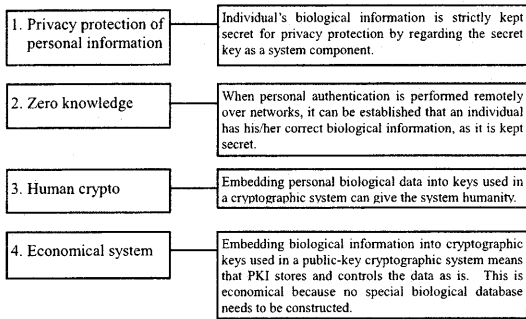 1. Privacy protection of
personal information
Individual's biological information is strictly kept
secret for privacy protection by regarding the secret
key as a system component.
2. Zero knowledge
When personal authentication is performed remotely
over networks, it can be established that an individual
has his/her correct biological information, as it is kept
secret.
3. Human crypto
Embedding personal biological data into keys used in
a cryptographic system can give the system humanity.
4. Economical system
Embedding biological information into cryptographic
keys used in a public-key cryptographic system means
that PKI stores and controls the data as is. This is
economical because no special biological database
needs to be constructed.